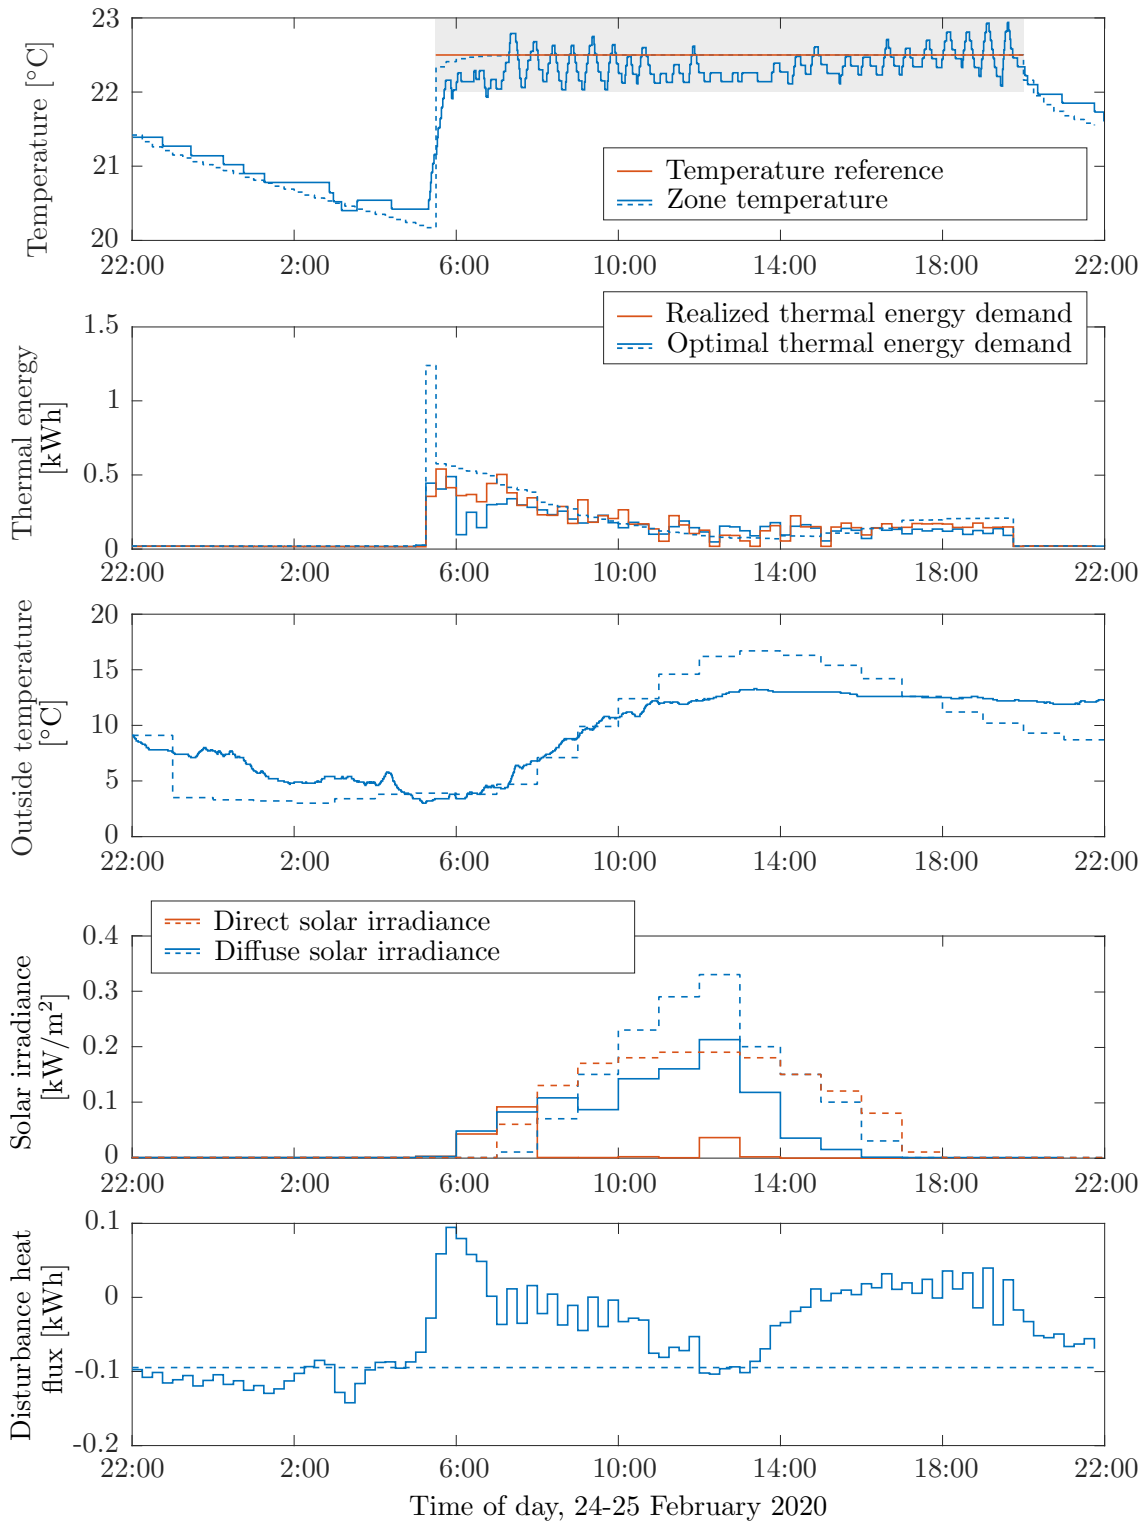 Temperature [°C]
23
22
21
20
Temperature reference
Zone temperature
22:00 2:00 6:00 10:00 14:00 18:00 22:00
Thermal energy
[kWh]
1.5
1
0.5
0
Realized thermal energy demand
Optimal thermal energy demand
22:00 2:00 6:00 10:00 14:00 18:00 22:00
Outside temperature
[°C]
20
15
10
5
0
22:00 2:00 6:00 10:00 14:00 18:00 22:00
Solar irradiance
[kW/m²]
0.4
0.3
0.2
0.1
0
Direct solar irradiance
Diffuse solar irradiance
22:00 2:00 6:00 10:00 14:00 18:00 22:00
Disturbance heat
flux [kWh]
0.1
0
-0.1
-0.2
22:00 2:00 6:00 10:00 14:00 18:00 22:00
Time of day, 24-25 February 2020